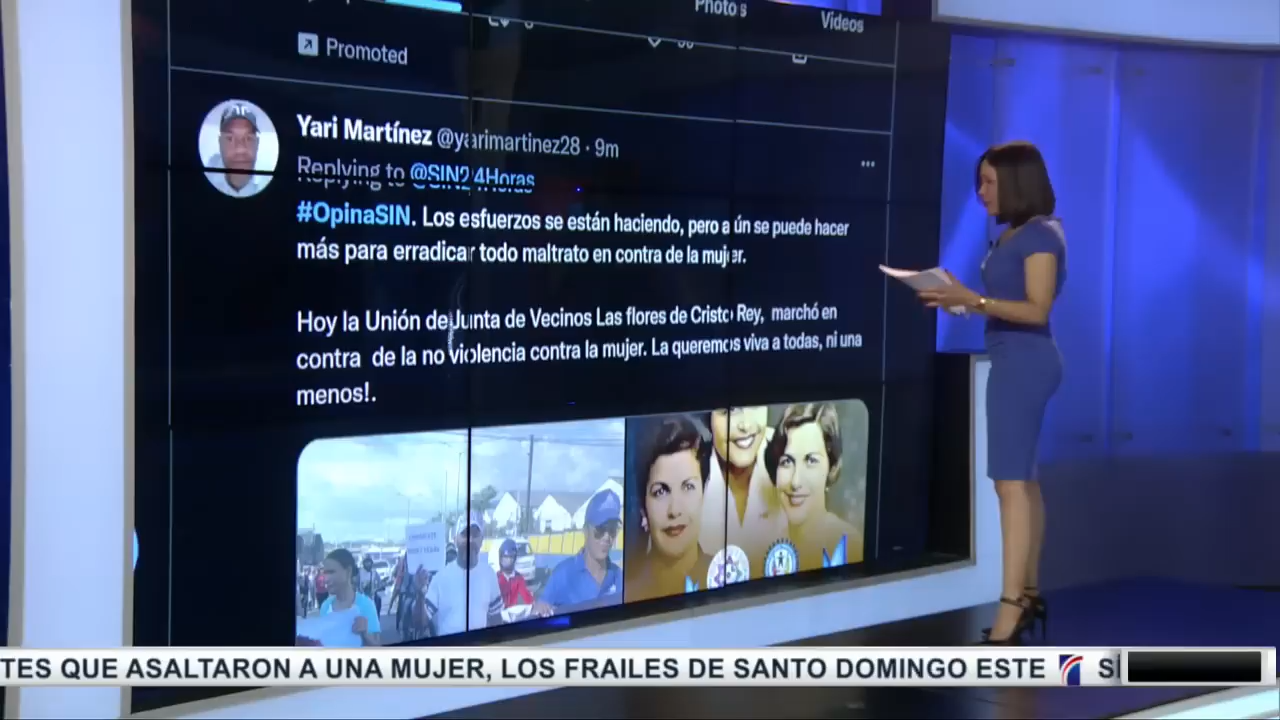 Photos
Videos
Promoted
Yari Martínez @yarimartinez28 · 9m
Replying to @SIN24Horas
#OpinaSIN. Los esfuerzos se están haciendo, pero aún se puede hacer
más para erradicar todo maltrato en contra de la mujer.
Hoy la Unión de Junta de Vecinos Las flores de Cristo Rey, marchó en
contra de la no violencia contra la mujer. La queremos viva a todas, ni una
menos!.
TES QUE ASALTARON A UNA MUJER, LOS FRAILES DE SANTO DOMINGO ESTE